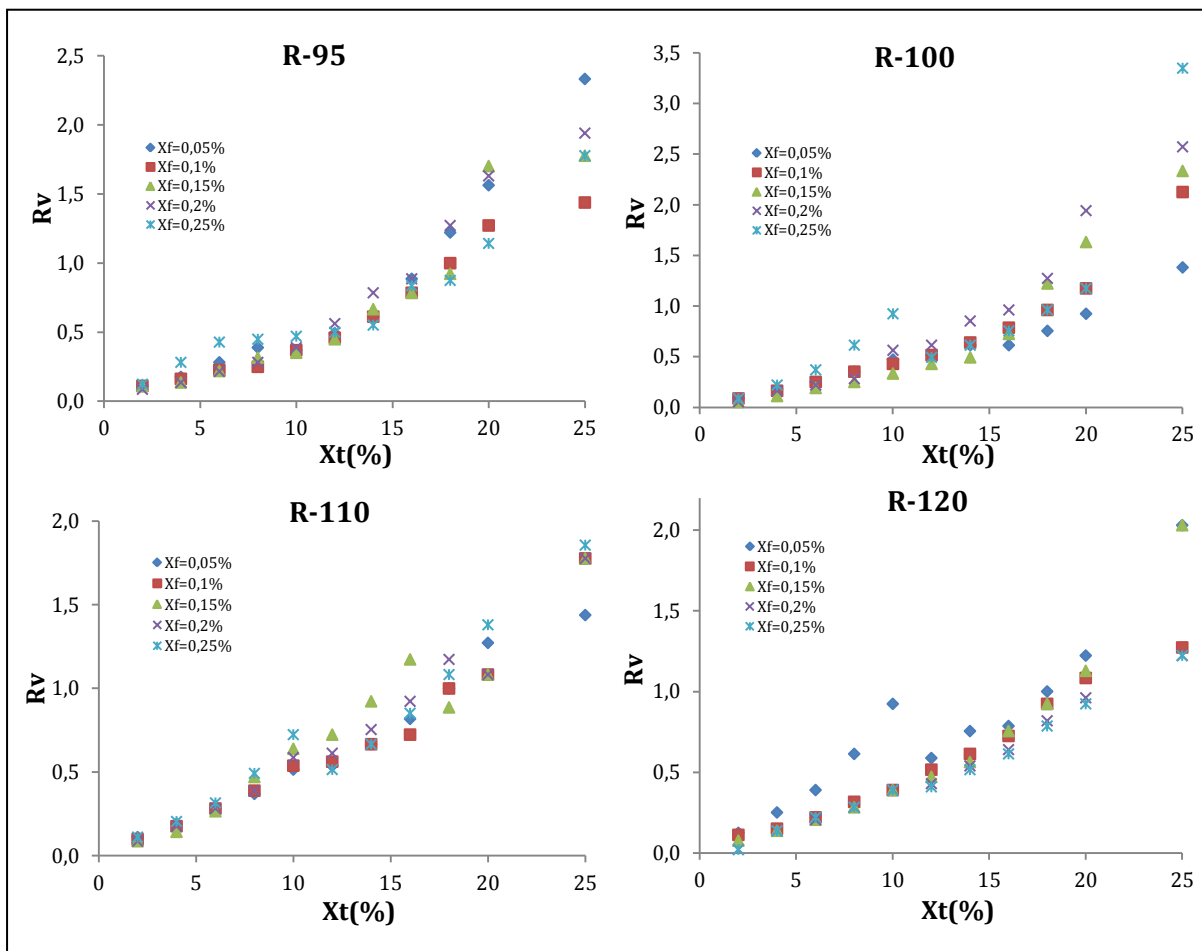 R-95
2,5
2,0
1,5
1,0
0,5
0,0
Rv
Xf=0,05%
Xf=0,1%
Xf=0,15%
Xf=0,2%
Xf=0,25%
0 5 10 15 20 25
Xt(%)
R-100
3,5
3,0
2,5
2,0
1,5
1,0
0,5
0,0
Rv
Xf=0,05%
Xf=0,1%
Xf=0,15%
Xf=0,2%
Xf=0,25%
0 5 10 15 20 25
Xt(%)
R-110
2,0
1,5
1,0
0,5
0,0
Rv
Xf=0,05%
Xf=0,1%
Xf=0,15%
Xf=0,2%
Xf=0,25%
0 5 10 15 20 25
Xt(%)
R-120
2,0
1,5
1,0
0,5
0,0
Rv
Xf=0,05%
Xf=0,1%
Xf=0,15%
Xf=0,2%
Xf=0,25%
0 5 10 15 20 25
Xt(%)